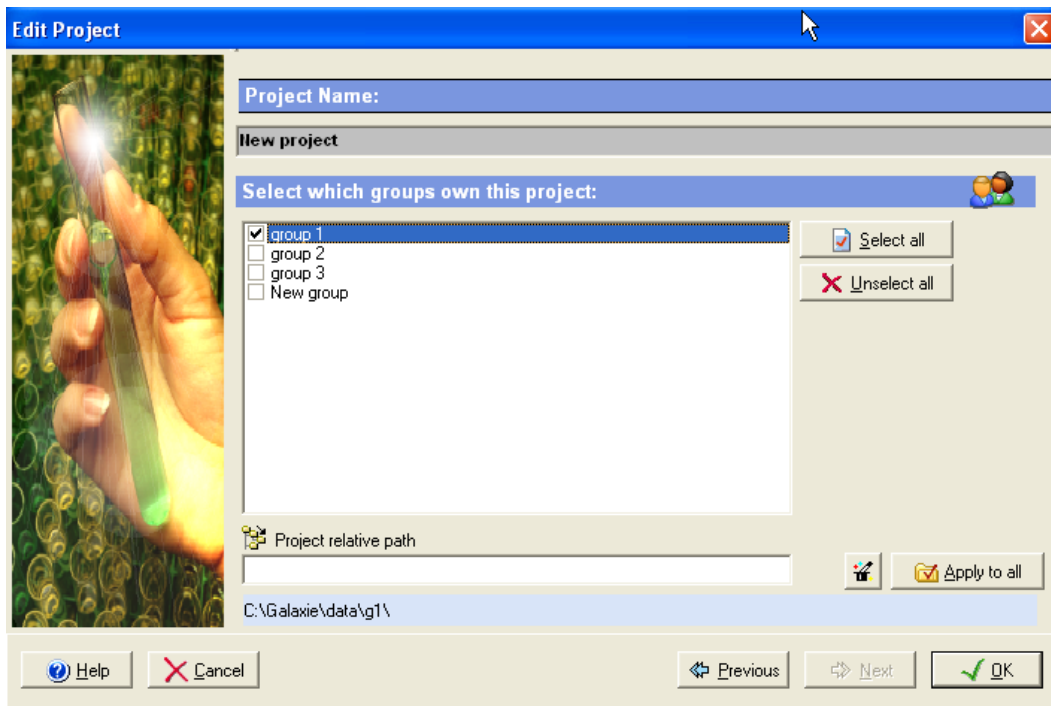 Edit Project
Project Name:
New project
Select which groups own this project:
group 1
group 2
group 3
New group
Select all
Unselect all
Project relative path
Apply to all
C:\Galaxie\data\g1\
Help
Cancel
Previous
Next
OK